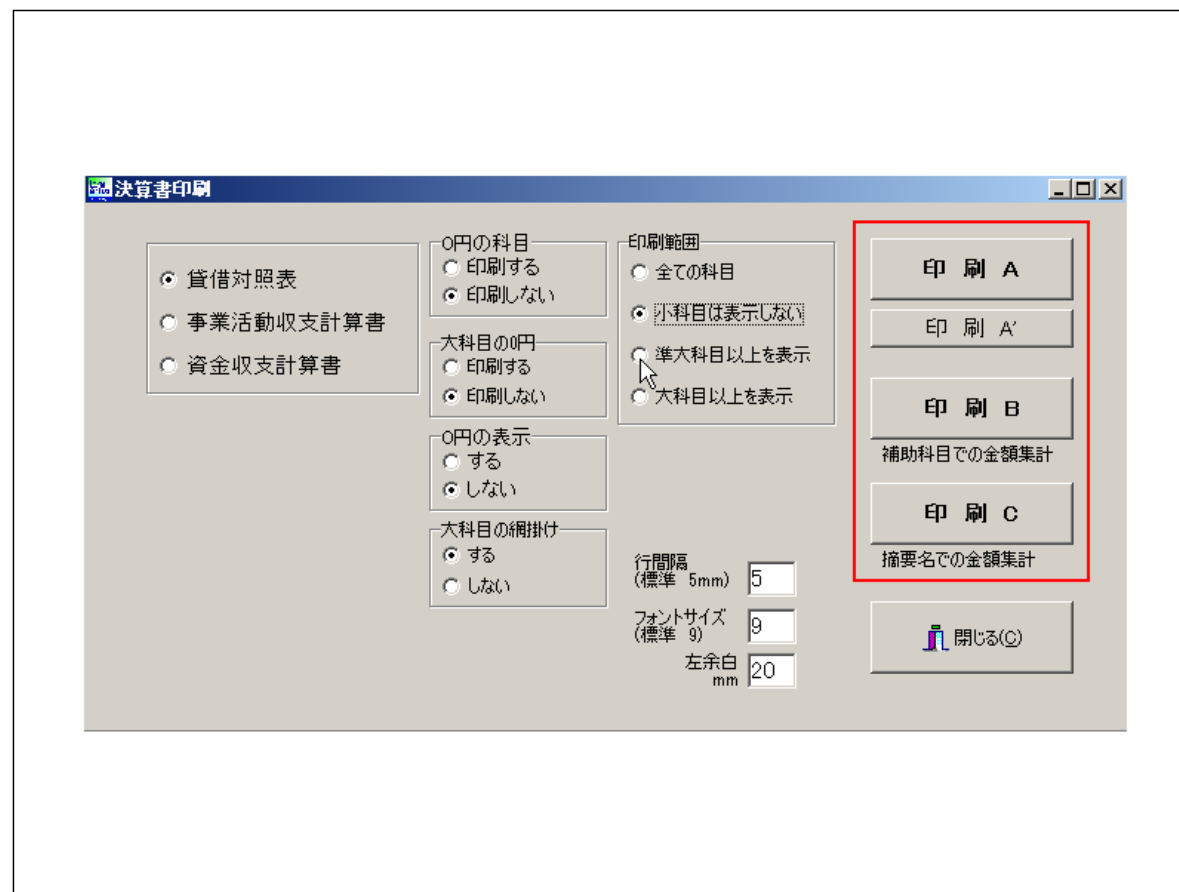 決算書印刷
貸借対照表
事業活動収支計算書
資金収支計算書
0円の科目
印刷する
印刷しない
大科目の0円
印刷する
印刷しない
0円の表示
する
しない
大科目の網掛け
する
しない
印刷範囲
全ての科目
小科目は表示しない
準大科目以上を表示
大科目以上を表示
行間隔
(標準 5mm) 5
フォントサイズ
(標準 9) 9
左余白
mm 20
印 刷 A
印 刷 A'
印 刷 B
補助科目での金額集計
印 刷 C
摘要名での金額集計
閉じる(C)